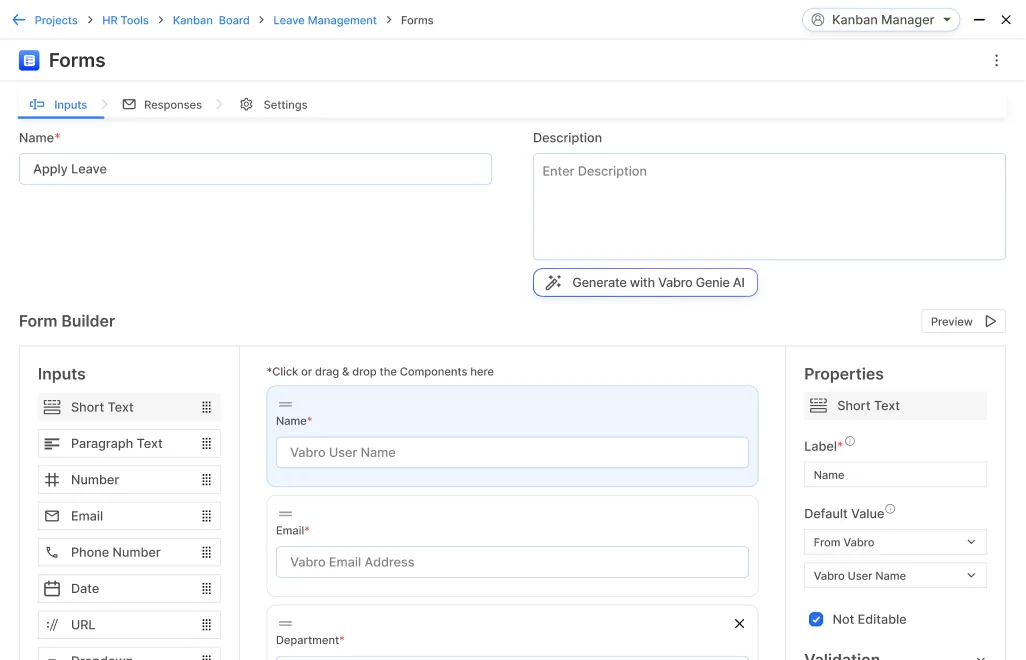 Projects > HR Tools > Kanban Board > Leave Management > Forms
Kanban Manager
Forms
Inputs
Responses
Settings
Name*
Apply Leave
Description
Enter Description
Generate with Vabro Genie AI
Form Builder
Preview
Inputs
Short Text
Paragraph Text
Number
Email
Phone Number
Date
:// URL
Dropdown
*Click or drag & drop the Components here
Name*
Vabro User Name
Email*
Vabro Email Address
Department*
Properties
Short Text
Label*
Name
Default Value
From Vabro
Vabro User Name
Not Editable
Validation